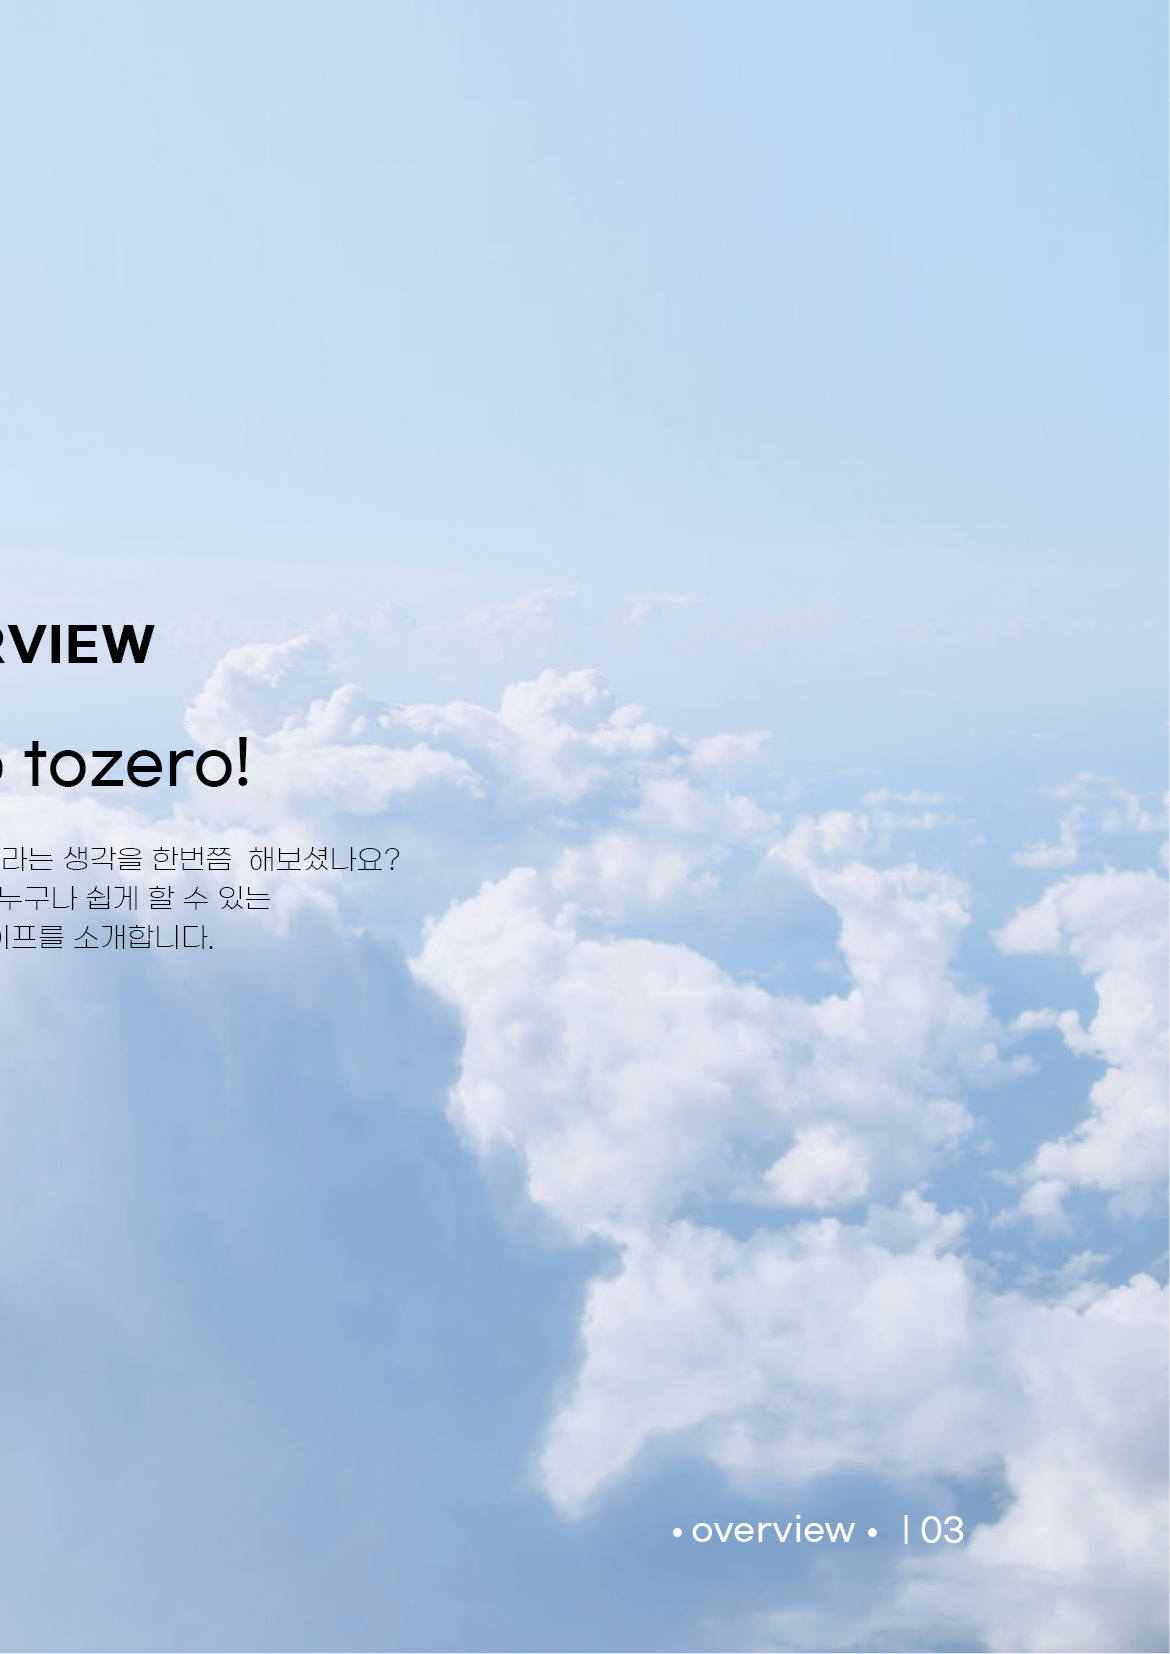 RVIEW
tozero!
라는 생각을 한번쯤 해보셨나요?
누구나 쉽게 할 수 있는
이프를 소개합니다.
• overview • | 03